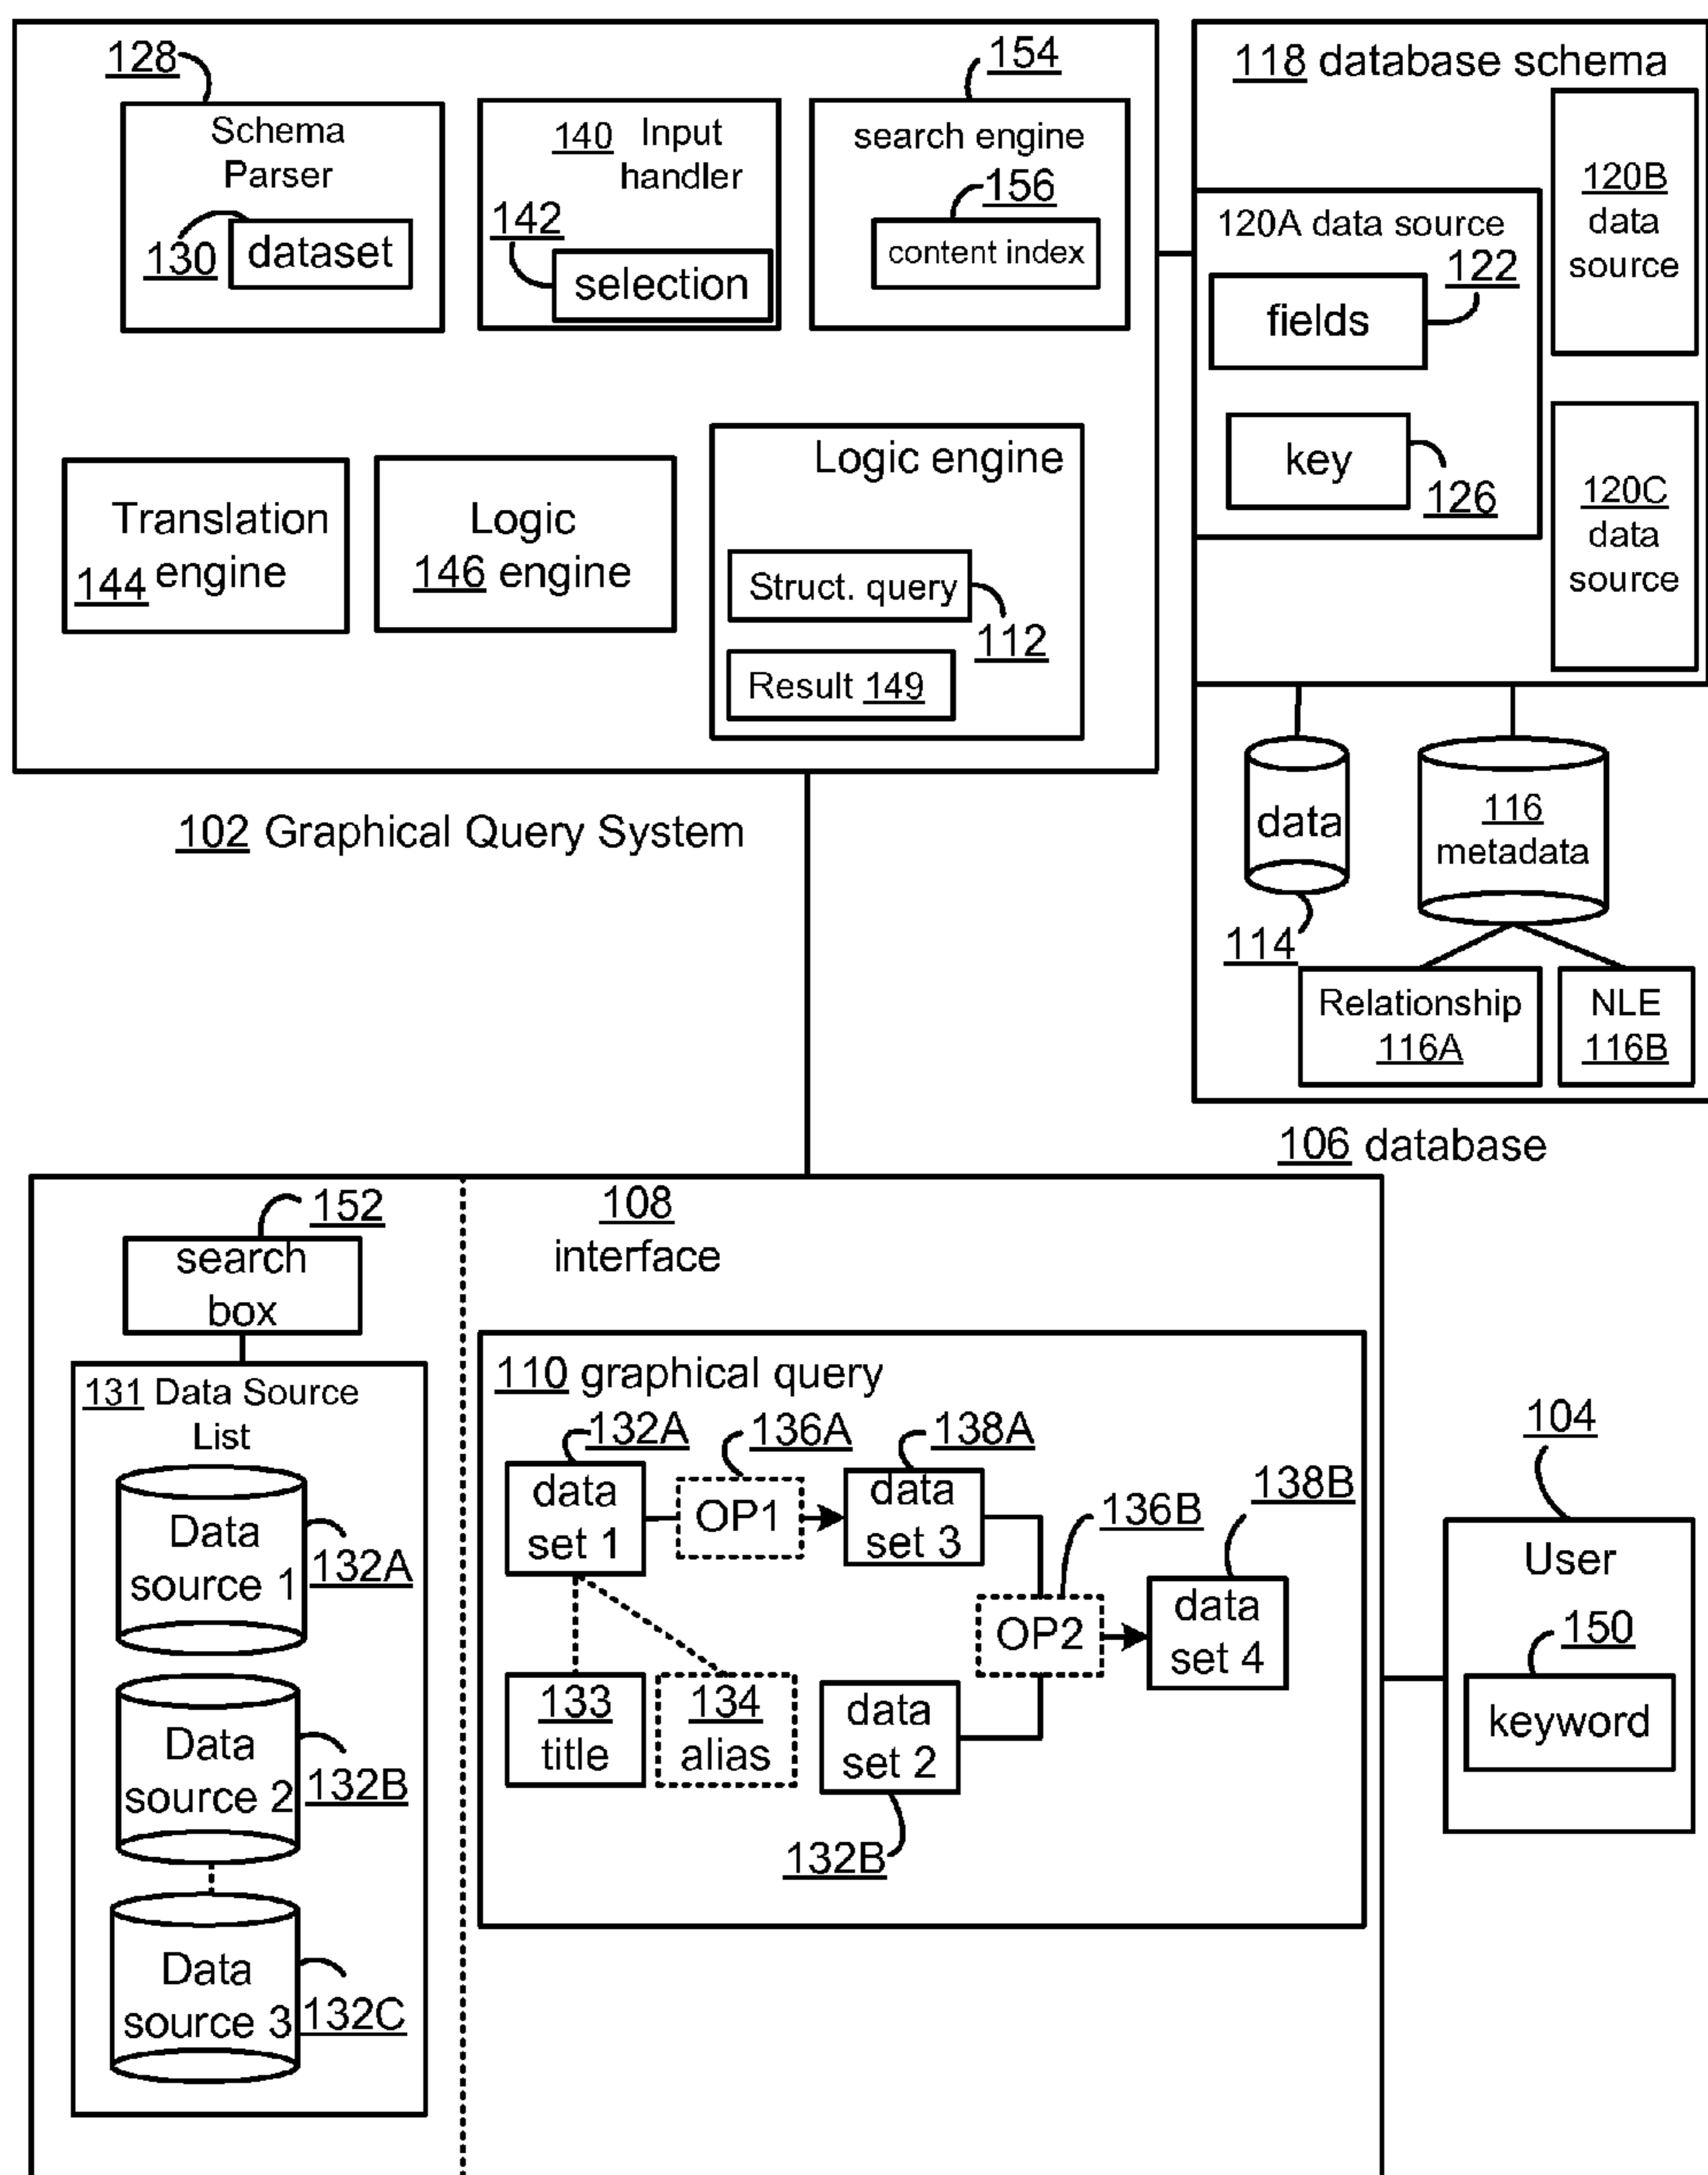 128
Schema
Parser
130
dataset
140 Input
handler
142
selection
154
search engine
156
content index
Translation
144 engine
Logic
146 engine
Logic engine
Struct. query
112
Result 149
102 Graphical Query System
118 database schema
120A data source
122
fields
key
126
120B
data
source
120C
data
source
data
114
116
metadata
Relationship
116A
NLE
116B
106 database
152
search
box
131 Data Source
List
Data
source 1
132A
Data
source 2
132B
Data
source 3
132C
108
interface
110 graphical query
132A
136A
138A
data
set 1
OP1
data
set 3
136B
138B
OP2
data
set 4
133
title
134
alias
data
set 2
132B
104
User
150
keyword